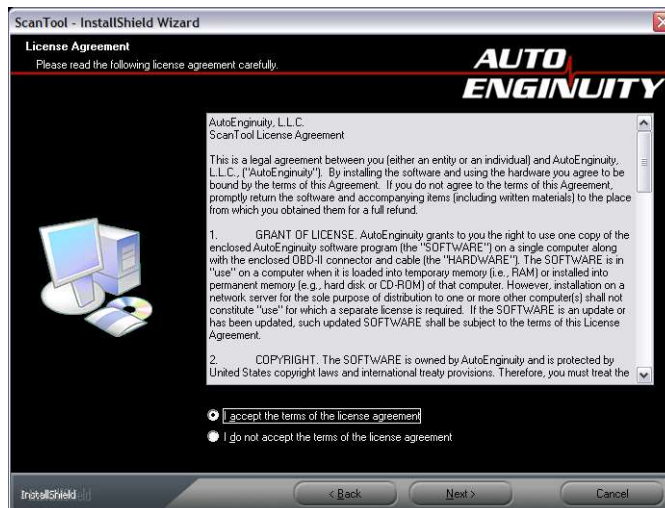 ScanTool - InstallShield Wizard
License Agreement
Please read the following license agreement carefully.
AUTO
ENGINUITY
AutoEnginuity, L.L.C.
ScanTool License Agreement
This is a legal agreement between you (either an entity or an individual) and AutoEnginuity,
L.L.C., ("AutoEnginuity"). By installing the software and using the hardware you agree to be
bound by the terms of this Agreement. If you do not agree to the terms of this Agreement,
promptly return the software and accompanying items (including written materials) to the place
from which you obtained them for a full refund.
1. GRANT OF LICENSE. AutoEnginuity grants to you the right to use one copy of the
enclosed AutoEnginuity software program (the "SOFTWARE") on a single computer along
with the enclosed OBD-II connector and cable (the "HARDWARE"). The SOFTWARE is in
"use" on a computer when it is loaded into temporary memory (i.e., RAM) or installed into
permanent memory (e.g., hard disk or CD-ROM) of that computer. However, installation on a
network server for the sole purpose of distribution to one or more other computer(s) shall not
constitute "use" for which a separate license is required. If the SOFTWARE is an update or
has been updated, such updated SOFTWARE shall be subject to the terms of this License
Agreement.
2. COPYRIGHT. The SOFTWARE is owned by AutoEnginuity and is protected by
United States copyright laws and international treaty provisions. Therefore, you must treat the
I accept the terms of the license agreement
I do not accept the terms of the license agreement
InstallShield
< Back
Next >
Cancel